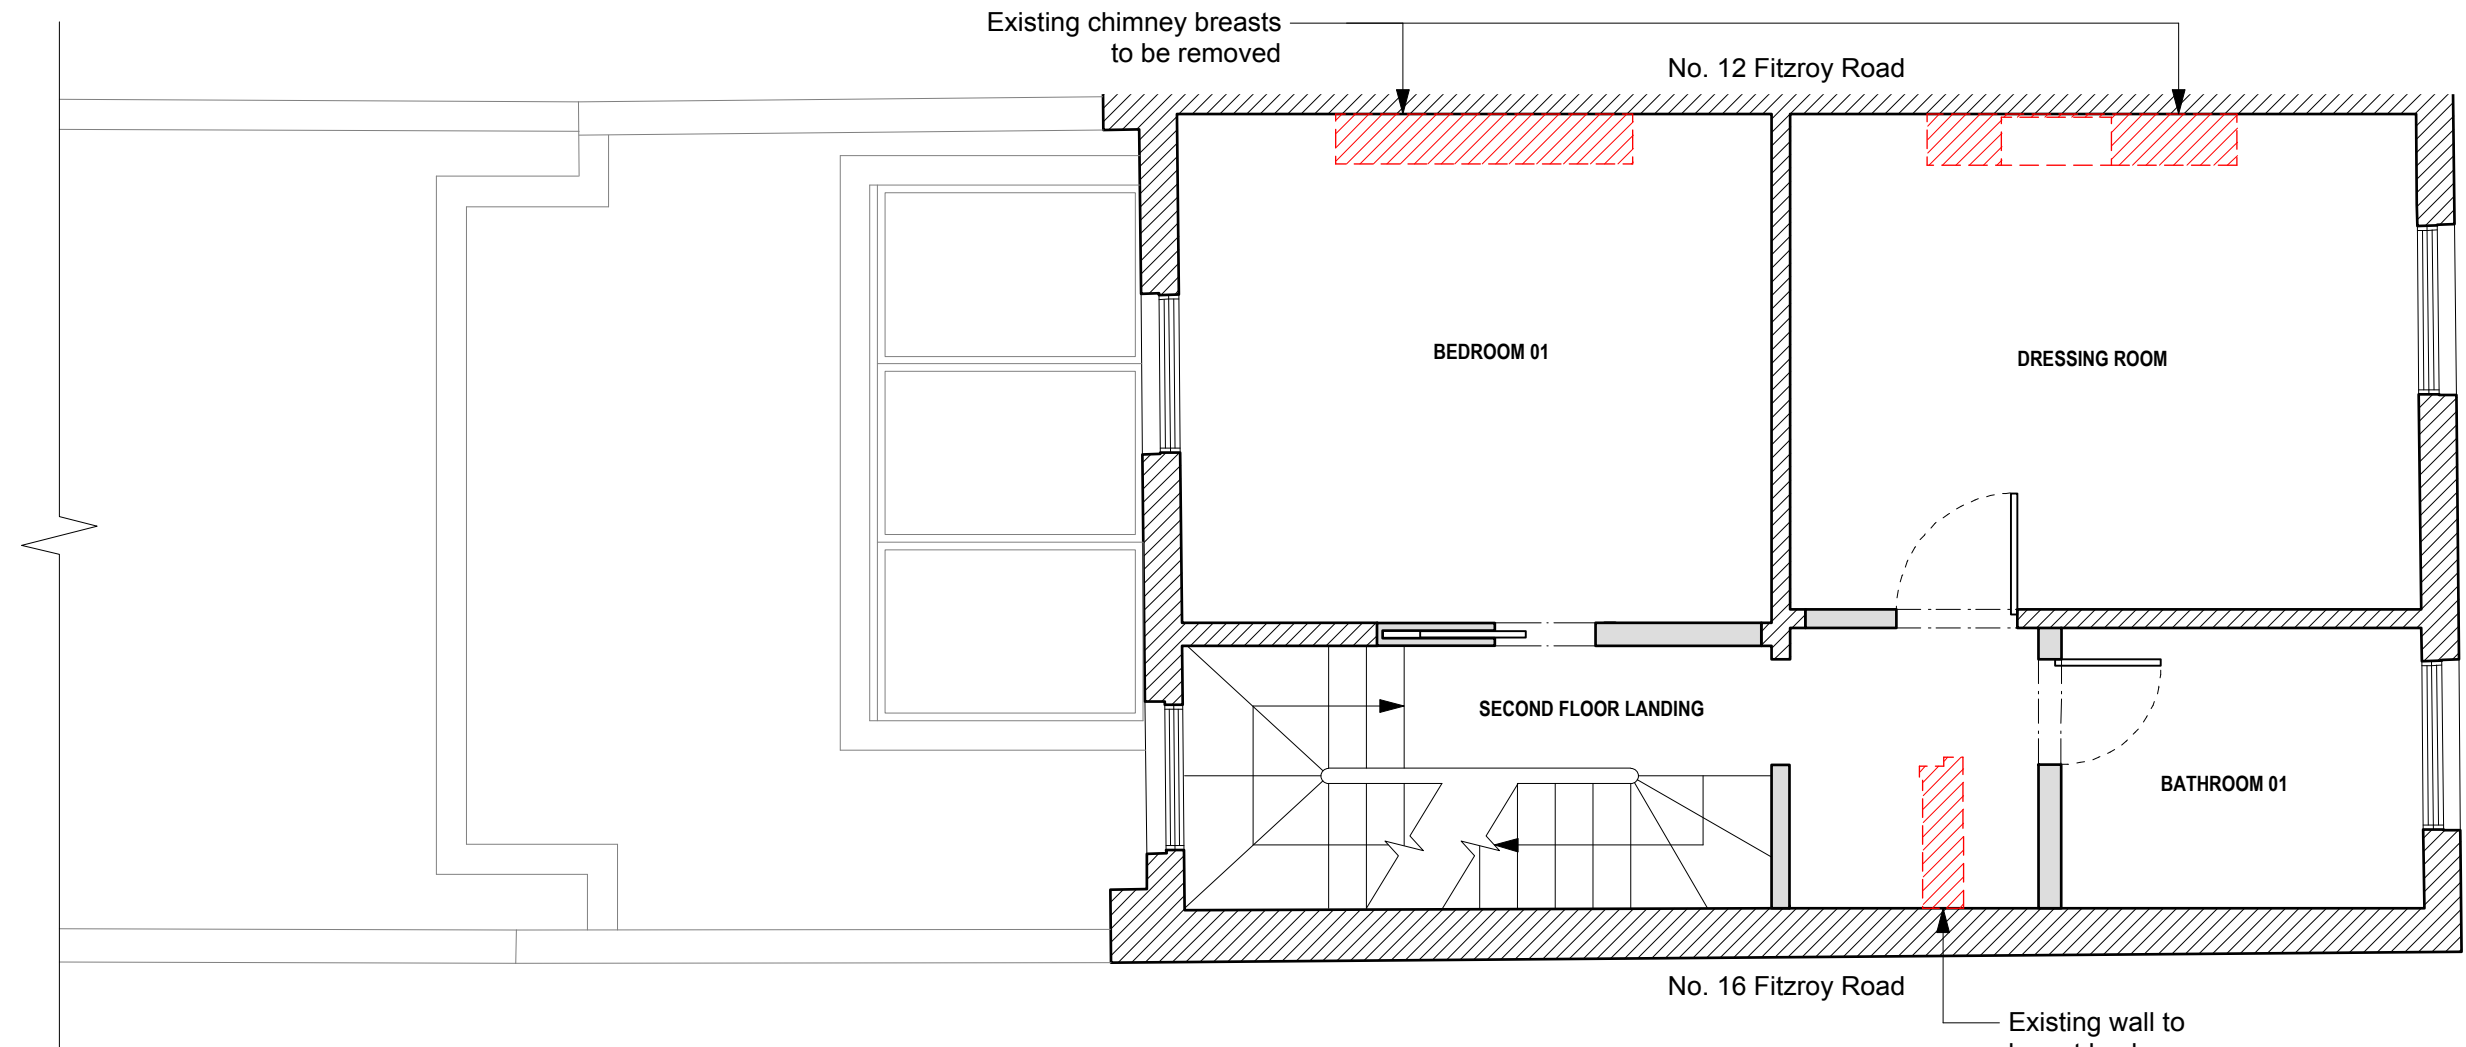 Existing chimney breasts
to be removed
No. 12 Fitzroy Road
BEDROOM 01
DRESSING ROOM
SECOND FLOOR LANDING
BATHROOM 01
No. 16 Fitzroy Road
Existing wall to